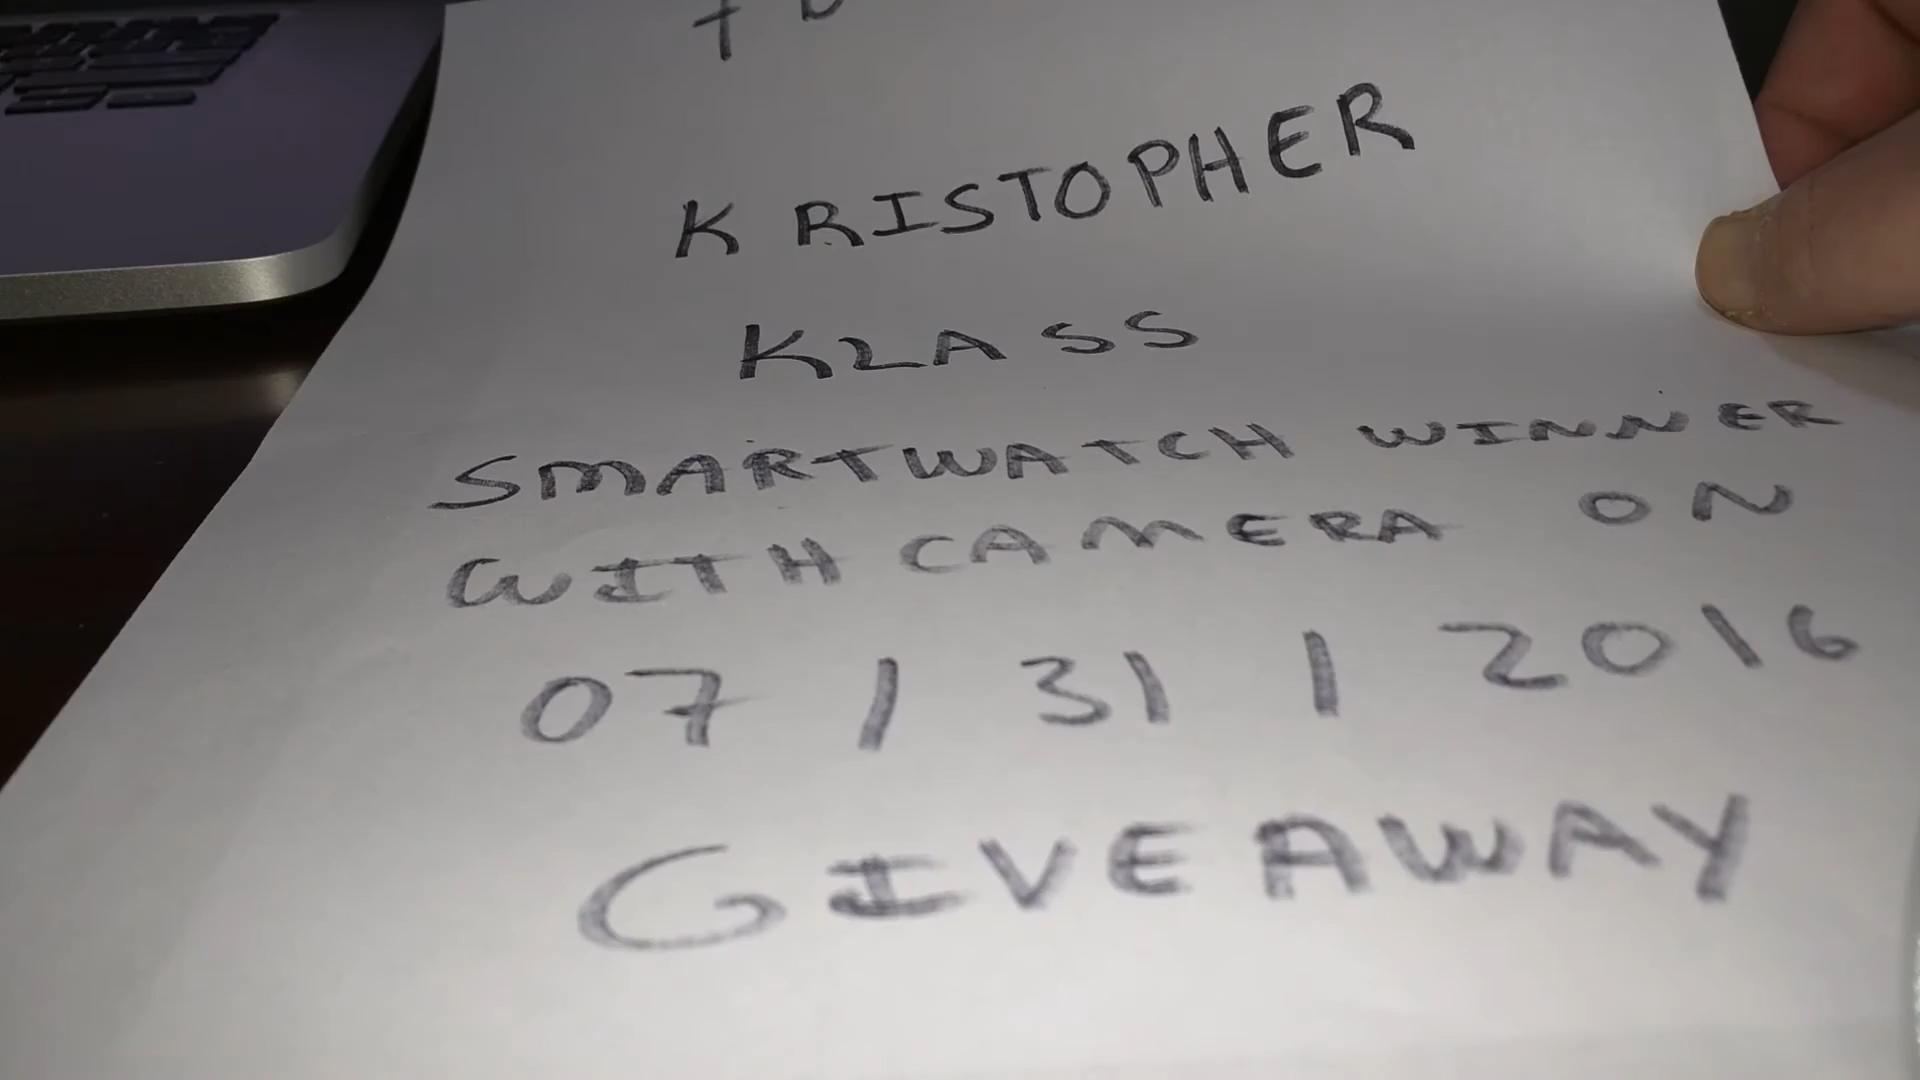 KRISTOPHER
KLASS
SMARTWATCH WINNER
WITH CAMERA ON
07 / 31 / 2016
GIVEAWAY